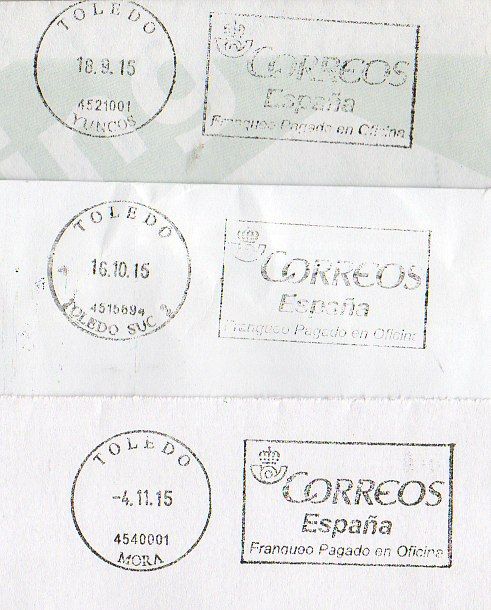 TOLEDO
18.9.15
4521001
YUNCOS
CORREOS
España
Franqueo Pagado en Oficina
TOLEDO
16.10.15
4515694
TOLEDO SUC 2
CORREOS
España
Franqueo Pagado en Oficina
TOLEDO
-4.11.15
4540001
MORA
CORREOS
España
Franqueo Pagado en Oficina